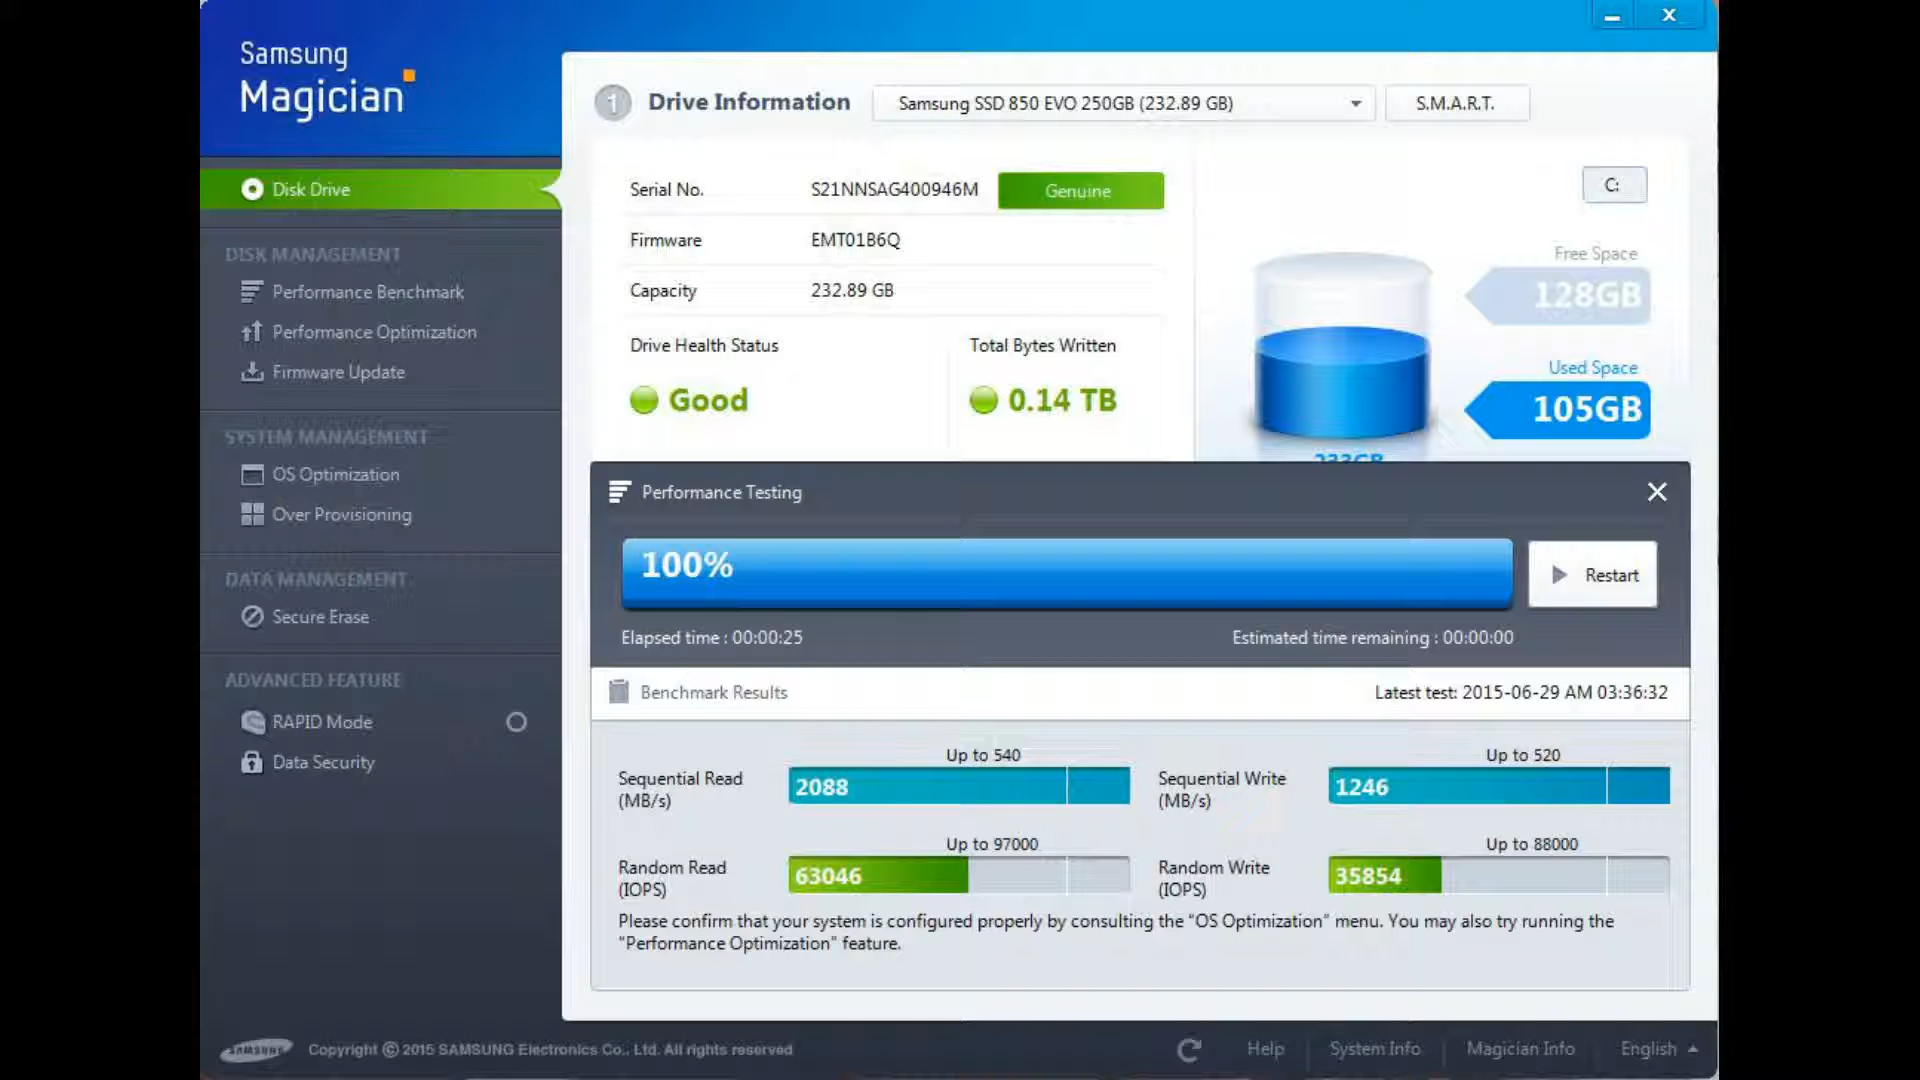 Samsung
Magician
1 Drive Information Samsung SSD 850 EVO 250GB (232.89 GB) S.M.A.R.T.
Disk Drive
DISK MANAGEMENT
Performance Benchmark
Performance Optimization
Firmware Update
SYSTEM MANAGEMENT
OS Optimization
Over Provisioning
DATA MANAGEMENT
Secure Erase
ADVANCED FEATURE
RAPID Mode
Data Security
Serial No. S21NNSAG400946M Genuine
Firmware EMT01B6Q
Capacity 232.89 GB
Drive Health Status Total Bytes Written
Good 0.14 TB
C:
Free Space
128GB
Used Space
105GB
233GB
Performance Testing
100%
Restart
Elapsed time : 00:00:25 Estimated time remaining : 00:00:00
Benchmark Results Latest test: 2015-06-29 AM 03:36:32
Up to 540
Sequential Read
(MB/s)
2088
Up to 520
Sequential Write
(MB/s)
1246
Up to 97000
Random Read
(IOPS)
63046
Up to 88000
Random Write
(IOPS)
35854
Please confirm that your system is configured properly by consulting the "OS Optimization" menu. You may also try running the
"Performance Optimization" feature.
SAMSUNG Copyright ⓒ 2015 SAMSUNG Electronics Co., Ltd. All rights reserved
Help System Info Magician Info English